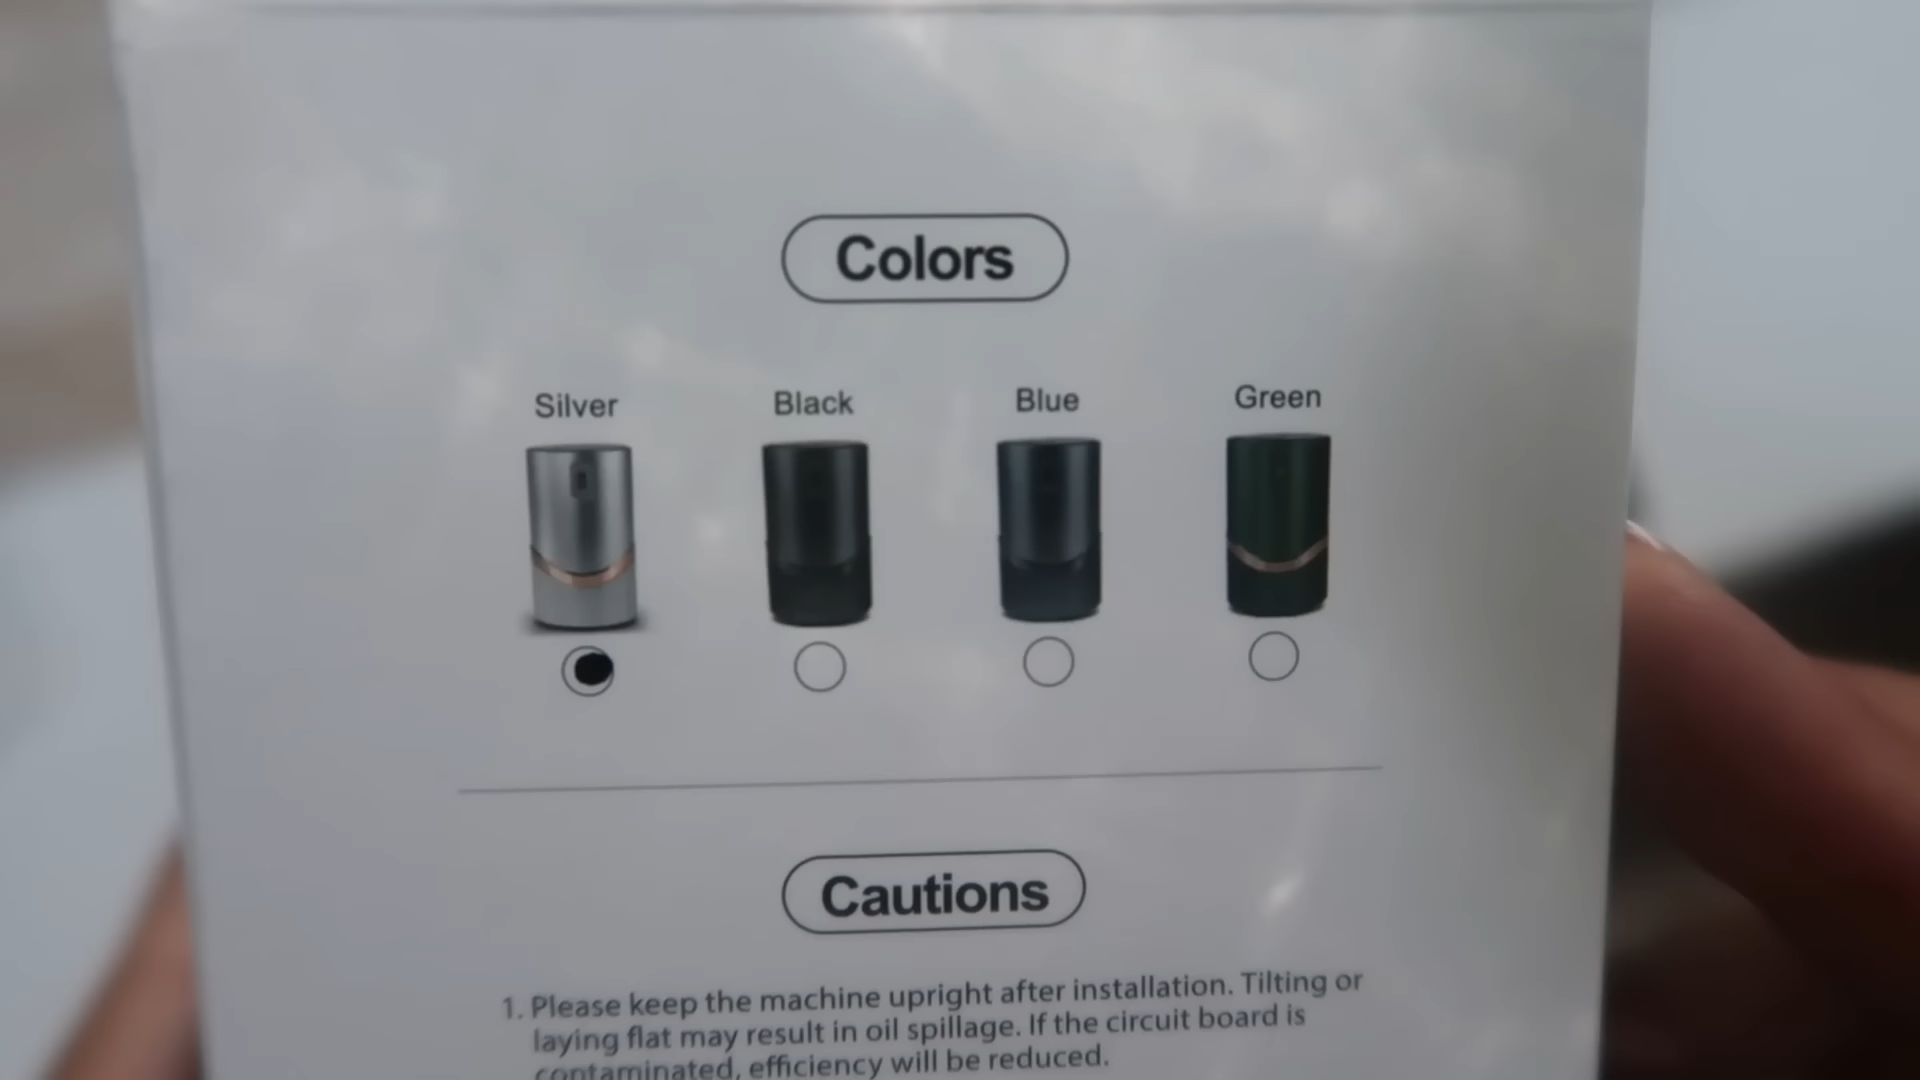 Colors
Silver Black Blue Green
Cautions
1. Please keep the machine upright after installation. Tilting or
laying flat may result in oil spillage. If the circuit board is
contaminated, efficiency will be reduced.